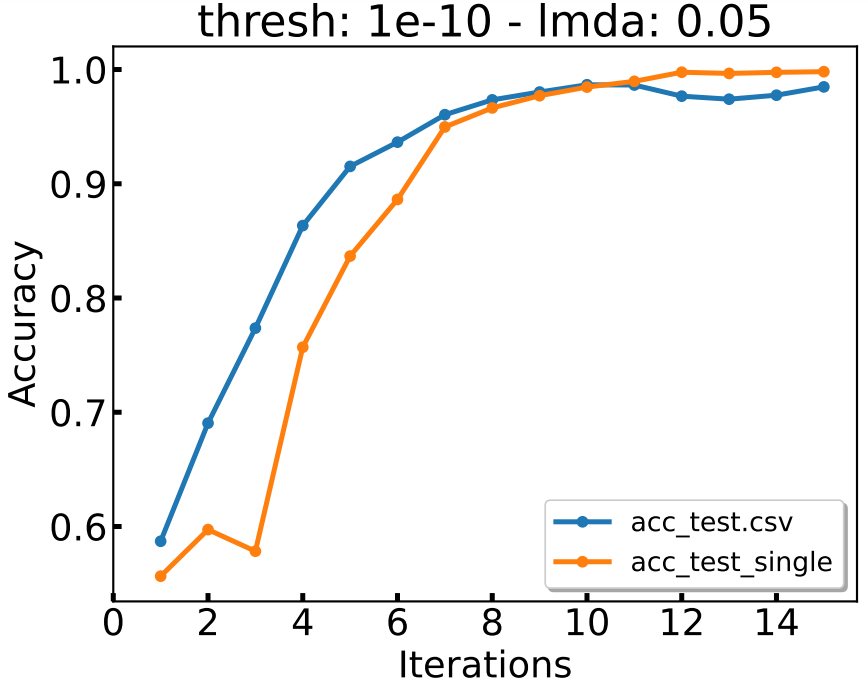 thresh: 1e-10 - lmda: 0.05
1.0
0.9
0.8
0.7
0.6
Accuracy
acc_test.csv
acc_test_single
0 2 4 6 8 10 12 14
Iterations